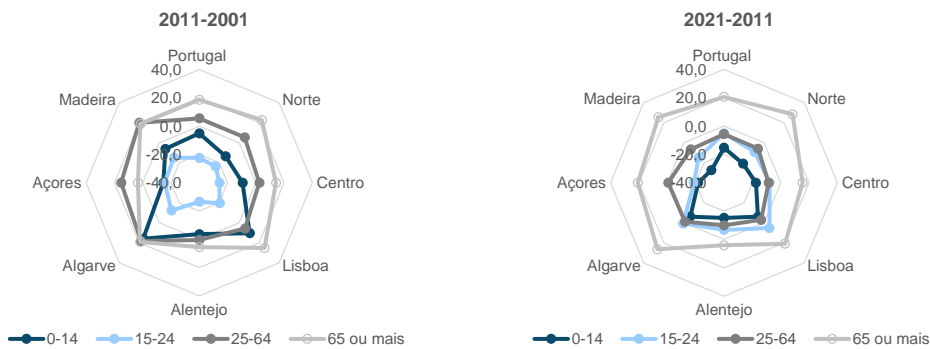 2011-2001
Portugal
40,0
20,0
0,0
-20,0
-40,0
Norte
Centro
Lisboa
Alentejo
Algarve
Açores
Madeira
0-14
15-24
25-64
65 ou mais
2021-2011
Portugal
40,0
20,0
0,0
-20,0
-40,0
Norte
Centro
Lisboa
Alentejo
Algarve
Açores
Madeira
0-14
15-24
25-64
65 ou mais